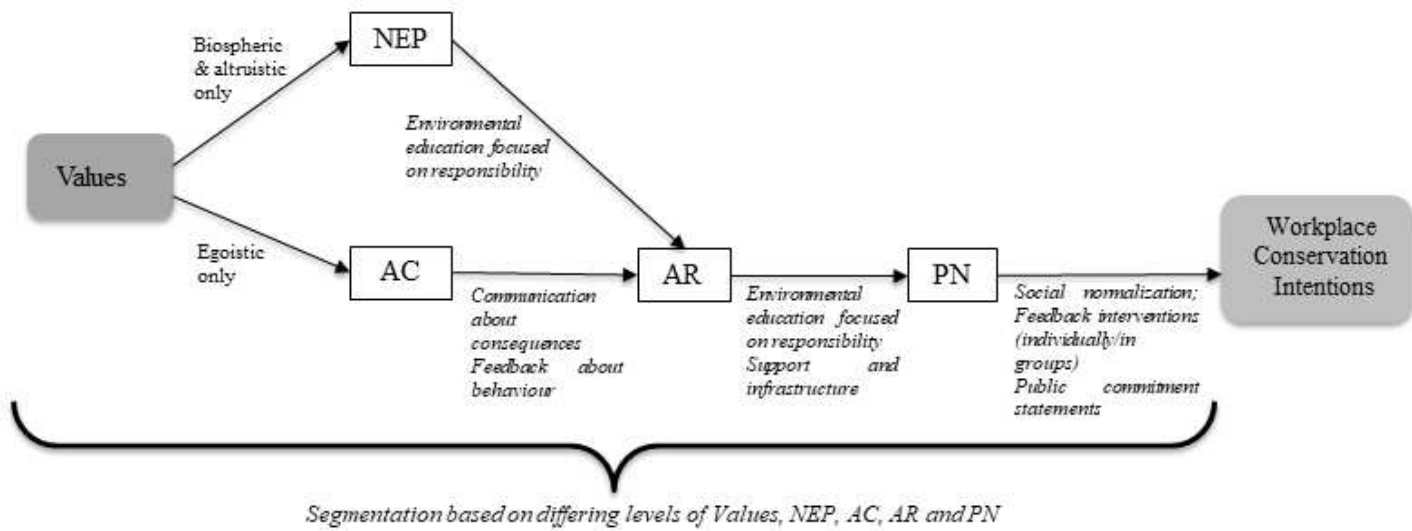 Biospheric
& altruistic
only
NEP
Environmental
education focused
on responsibility
Values
Egoistic
only
AC
Communication
about
consequences
Feedback about
behaviour
AR
Environmental
education focused
on responsibility
Support and
infrastructure
PN
Social normalization;
Feedback interventions
(individually/in
groups)
Public commitment
statements
Workplace
Conservation
Intentions
Segmentation based on differing levels of Values, NEP, AC, AR and PN